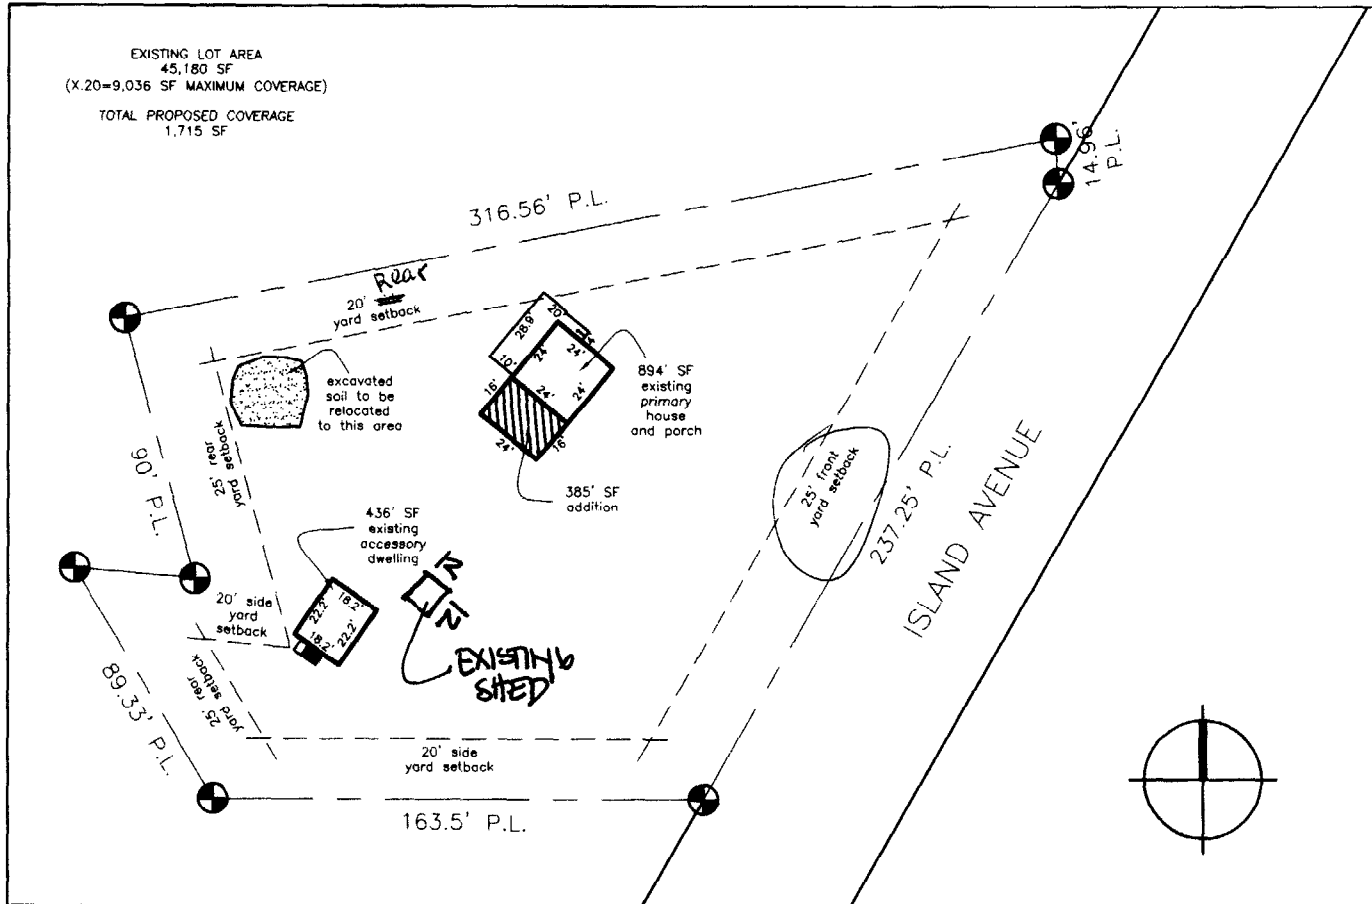 EXISTING LOT AREA
45,180 SF
(X.20=9,036 SF MAXIMUM COVERAGE)
TOTAL PROPOSED COVERAGE
1,715 SF
14.96'
P.L.
316.56' P.L.
Rear
20'
yard setback
20'
28.9'
10'
24'
24'
24'
24'
16'
16'
24'
894' SF
existing
primary
house
and porch
excavated
soil to be
relocated
to this area
90' P.L.
25' rear
yard setback
385' SF
addition
25' front
yard setback
237.25' P.L.
ISLAND AVENUE
436' SF
existing
accessory
dwelling
18.2'
22.2'
18.2'
22.2'
12
12
EXISTING
SHED
20' side
yard
setback
25' rear
yard setback
89.33' P.L.
20' side
yard setback
163.5' P.L.